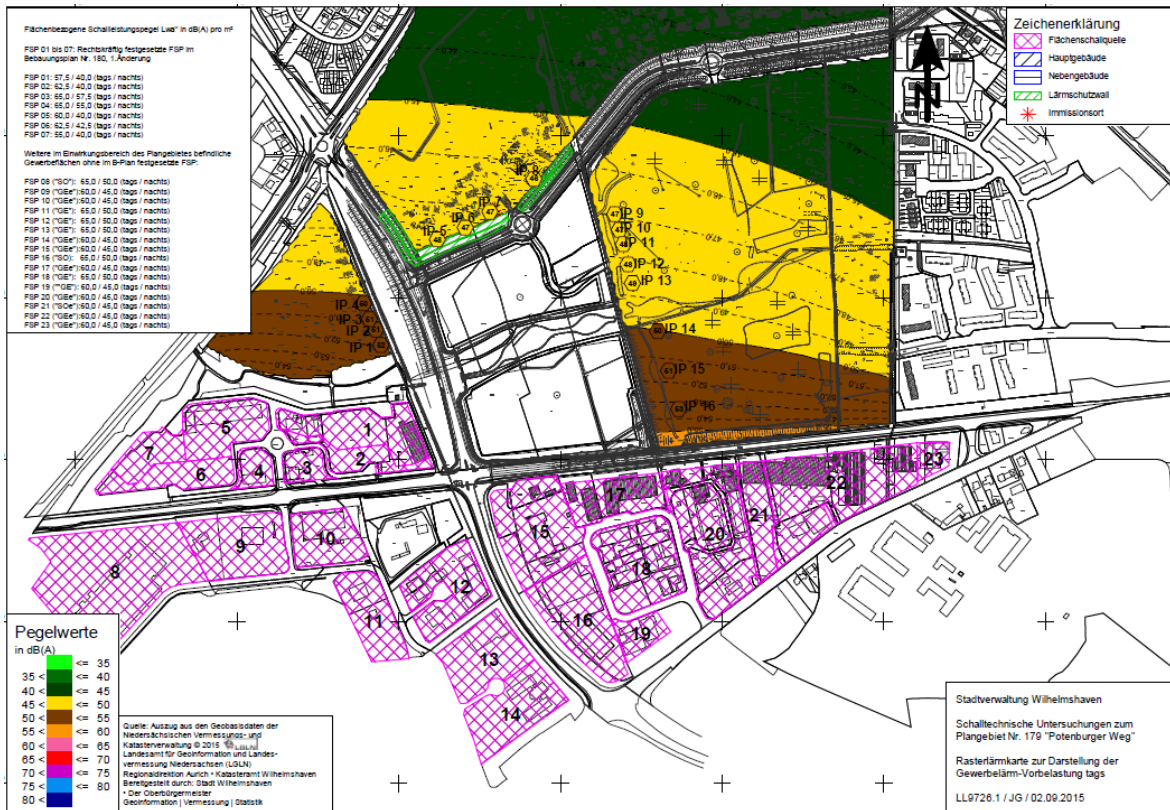 Flächenbezogene Schallleistungspegel Lwa" in dB(A) pro m²
FSP 01 bis 07: Rechtskräftig festgesetzte FSP im
Bebauungsplan Nr. 180, 1.Änderung
FSP 01: 57,5 / 40,0 (tags / nachts)
FSP 02: 62,5 / 40,0 (tags / nachts)
FSP 03: 65,0 / 57,5 (tags / nachts)
FSP 04: 65,0 / 55,0 (tags / nachts)
FSP 05: 60,0 / 40,0 (tags / nachts)
FSP 06: 62,5 / 42,5 (tags / nachts)
FSP 07: 55,0 / 40,0 (tags / nachts)
Weitere im Einwirkungsbereich des Plangebietes befindliche
Gewerbeflächen ohne im B-Plan festgesetzte FSP:
FSP 08 ("SO"): 65,0 / 50,0 (tags / nachts)
FSP 09 ("GEe"):60,0 / 45,0 (tags / nachts)
FSP 10 ("GEe"):60,0 / 45,0 (tags / nachts)
FSP 11 ("GE"): 65,0 / 50,0 (tags / nachts)
FSP 12 ("GE"): 65,0 / 50,0 (tags / nachts)
FSP 13 ("GE"): 65,0 / 50,0 (tags / nachts)
FSP 14 ("GEe"):60,0 / 45,0 (tags / nachts)
FSP 15 ("GEe"):60,0 / 45,0 (tags / nachts)
FSP 16 ("SO): 65,0 / 50,0 (tags / nachts)
FSP 17 ("GEe"):60,0 / 45,0 (tags / nachts)
FSP 18 ("GE"): 65,0 / 50,0 (tags / nachts)
FSP 19 (""GE"):60,0 / 45,0 (tags / nachts)
FSP 20 ("GEe"):60,0 / 45,0 (tags / nachts)
FSP 21 ("SOe"):60,0 / 45,0 (tags / nachts)
FSP 22 ("GEe"):60,0 / 45,0 (tags / nachts)
FSP 23 ("GEe"):60,0 / 45,0 (tags / nachts)
Zeichenerklärung
Flächenschallquelle
Hauptgebäude
Nebengebäude
Lärmschutzwall
Immissionsort
N
IP 8
48
IP 7
47
IP 6
47
IP 5
48
47 IP 9
47 IP 10
48 IP 11
48 IP 12
48 IP 13
50 IP 14
51 IP 15
53 IP 16
IP 4 50
IP 3 51
IP 2 51
IP 1 52
1
2
3
4
5
6
7
8
9
10
11
12
13
14
15
16
17
18
19
20
21
22
23
Pegelwerte
in dB(A)
<= 35
35 < <= 40
40 < <= 45
45 < <= 50
50 < <= 55
55 < <= 60
60 < <= 65
65 < <= 70
70 < <= 75
75 < <= 80
80 <
Quelle: Auszug aus den Geobasisdaten der
Niedersächsischen Vermessungs- und
Katasterverwaltung © 2015 LGLN
Landesamt für Geoinformation und Landes-
vermessung Niedersachsen (LGLN)
Regionaldirektion Aurich • Katasteramt Wilhelmshaven
Bereitgestellt durch: Stadt Wilhelmshaven
• Der Oberbürgermeister
Geoinformation | Vermessung | Statistik
Stadtverwaltung Wilhelmshaven
Schalltechnische Untersuchungen zum
Plangebiet Nr. 179 "Potenburger Weg"
Rasterlärmkarte zur Darstellung der
Gewerbelärm-Vorbelastung tags
LL9726.1 / JG / 02.09.2015